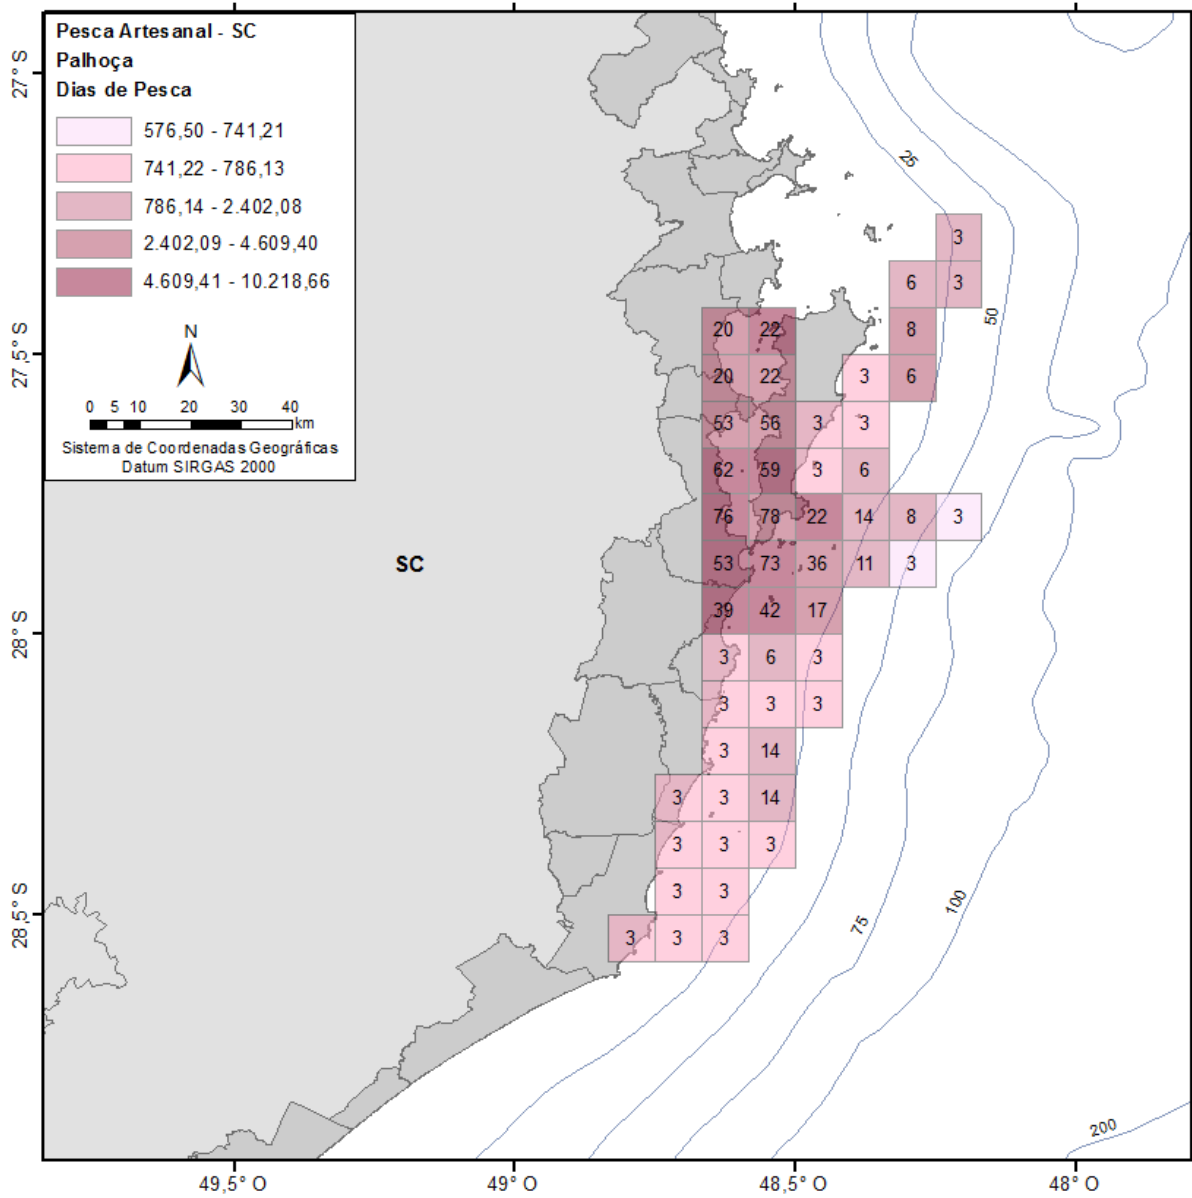 Pesca Artesanal - SC
Palhoça
Dias de Pesca
576,50 - 741,21
741,22 - 786,13
786,14 - 2.402,08
2.402,09 - 4.609,40
4.609,41 - 10.218,66
N
0 5 10 20 30 40
km
Sistema de Coordenadas Geográficas
Datum SIRGAS 2000
27° S
27,5° S
28° S
28,5° S
25
50
3
6 3
20 22 8
20 22 3 6
53 56 3 3
62 59 3 6
76 78 22 14 8 3
SC
53 73 36 11 3
39 42 17
3 6 3
3 3 3
3 14
3 3 14
3 3 3
3 3
3 3 3
75
100
200
49,5° O
49° O
48,5° O
48° O